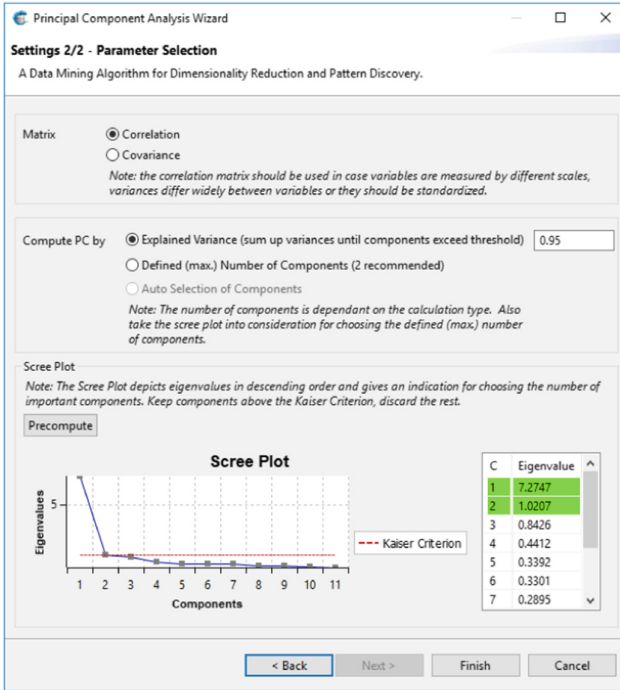 Principal Component Analysis Wizard
Settings 2/2 - Parameter Selection
A Data Mining Algorithm for Dimensionality Reduction and Pattern Discovery.
Matrix
Correlation
Covariance
Note: the correlation matrix should be used in case variables are measured by different scales,
variances differ widely between variables or they should be standardized.
Compute PC by
Explained Variance (sum up variances until components exceed threshold) 0.95
Defined (max.) Number of Components (2 recommended)
Auto Selection of Components
Note: The number of components is dependant on the calculation type. Also
take the scree plot into consideration for choosing the defined (max.) number
of components.
Scree Plot
Note: The Scree Plot depicts eigenvalues in descending order and gives an indication for choosing the number of
important components. Keep components above the Kaiser Criterion, discard the rest.
Precompute
Scree Plot
Eigenvalues
5
1 2 3 4 5 6 7 8 9 10 11
Components
Kaiser Criterion
C Eigenvalue
1 7.2747
2 1.0207
3 0.8426
4 0.4412
5 0.3392
6 0.3301
7 0.2895
< Back
Next >
Finish
Cancel